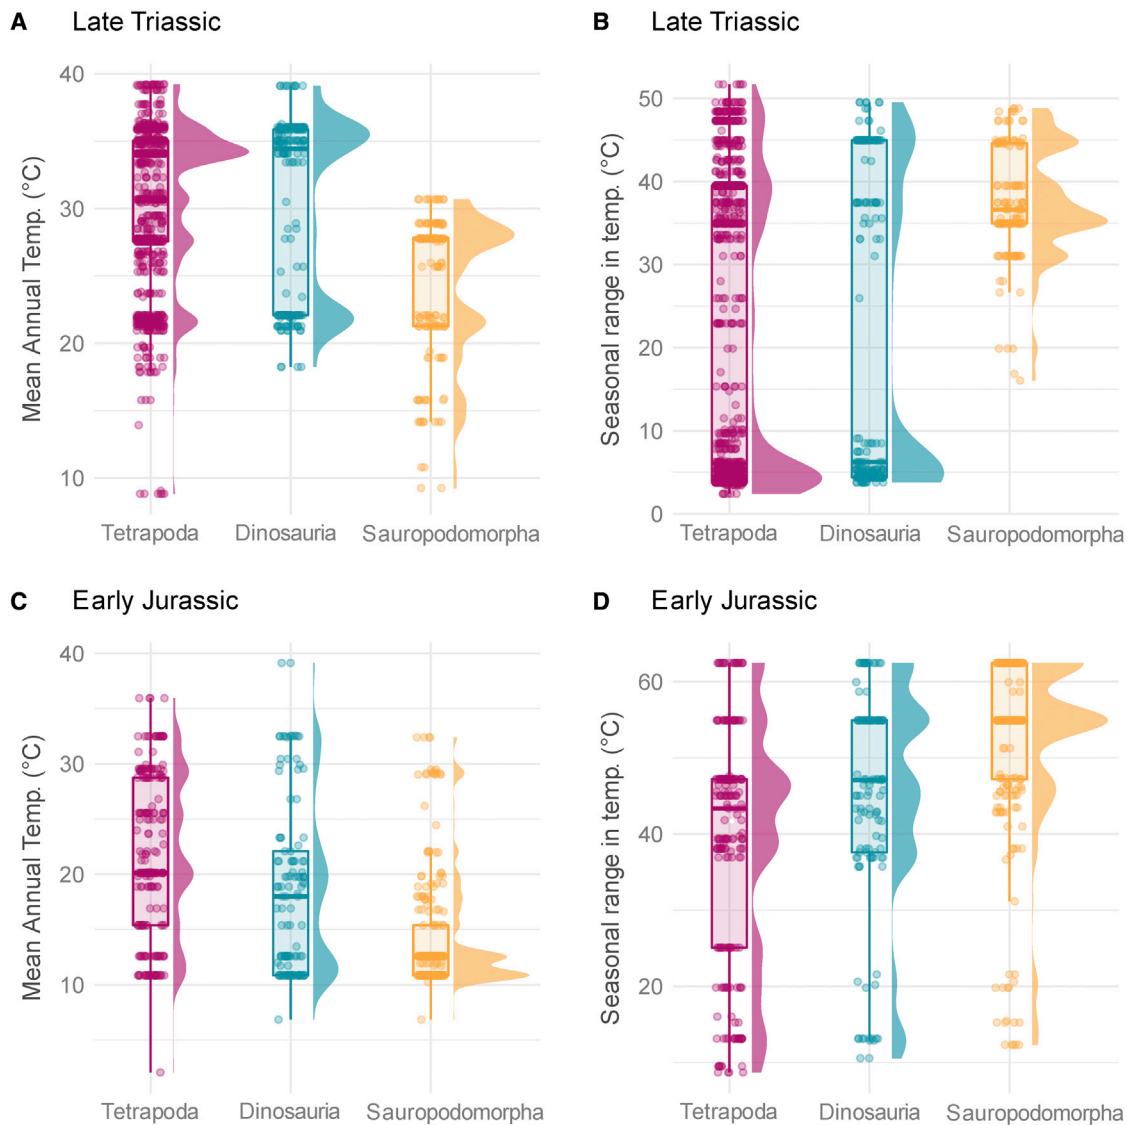 A Late Triassic
B Late Triassic
Mean Annual Temp. (°C)
40
30
20
10
Tetrapoda Dinosauria Sauropodomorpha
Seasonal range in temp. (°C)
50
40
30
20
10
0
Tetrapoda Dinosauria Sauropodomorpha
C Early Jurassic
D Early Jurassic
Mean Annual Temp. (°C)
40
30
20
10
Tetrapoda Dinosauria Sauropodomorpha
Seasonal range in temp. (°C)
60
40
20
Tetrapoda Dinosauria Sauropodomorpha